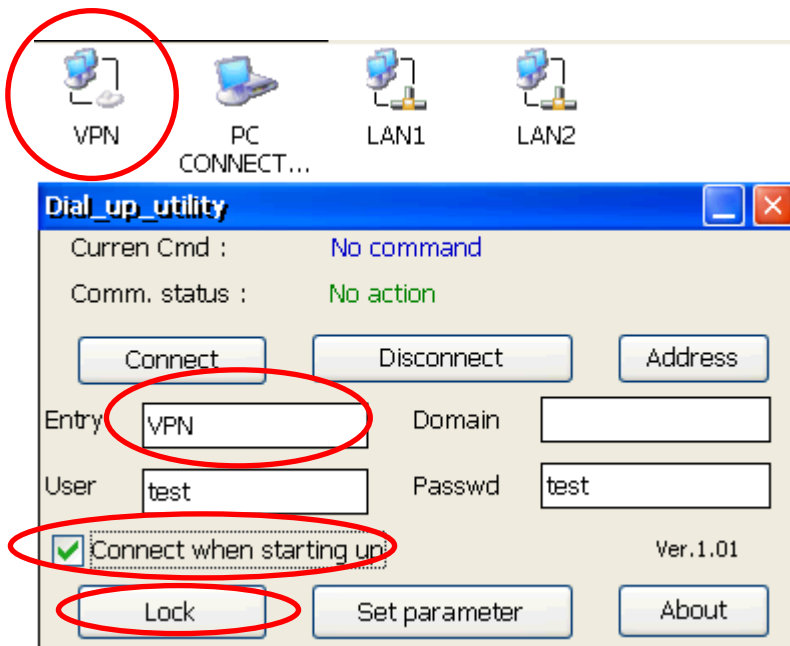 VPN PC CONNECT... LAN1 LAN2
Dial_up_utility
Curren Cmd : No command
Comm. status : No action
Connect Disconnect Address
Entry VPN Domain
User test Passwd test
Connect when starting up Ver.1.01
Lock Set parameter About